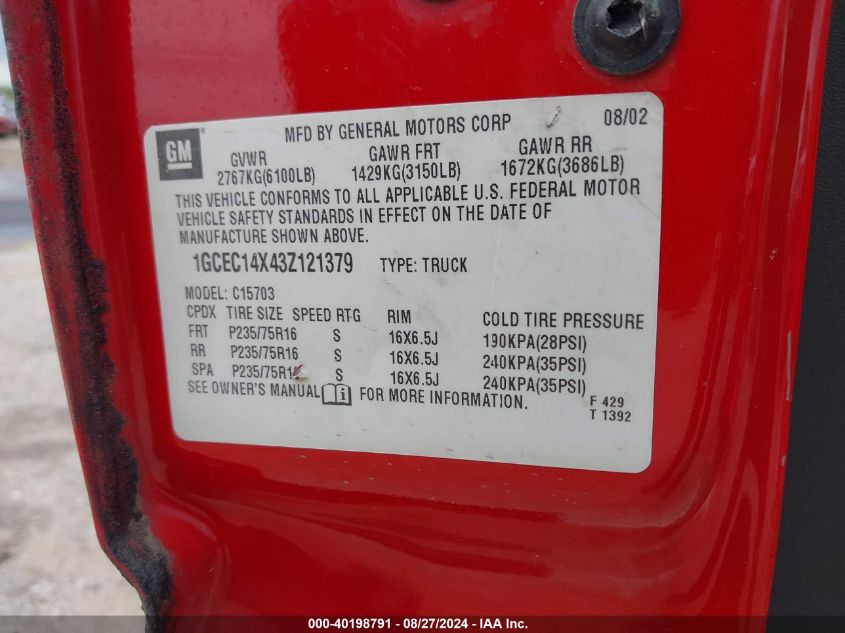 GM
MFD BY GENERAL MOTORS CORP 08/02
GVWR GAWR FRT GAWR RR
2767KG(6100LB) 1429KG(3150LB) 1672KG(3686LB)
THIS VEHICLE CONFORMS TO ALL APPLICABLE U.S. FEDERAL MOTOR
VEHICLE SAFETY STANDARDS IN EFFECT ON THE DATE OF
MANUFACTURE SHOWN ABOVE.
1GCEC14X43Z121379 TYPE: TRUCK
MODEL: C15703
CPDX TIRE SIZE SPEED RTG RIM COLD TIRE PRESSURE
FRT P235/75R16 S 16X6.5J 190KPA(28PSI)
RR P235/75R16 S 16X6.5J 240KPA(35PSI)
SPA P235/75R16 S 16X6.5J 240KPA(35PSI)
SEE OWNER'S MANUAL FOR MORE INFORMATION.
F 429
T 1392
000-40198791 - 08/27/2024 - IAA Inc.